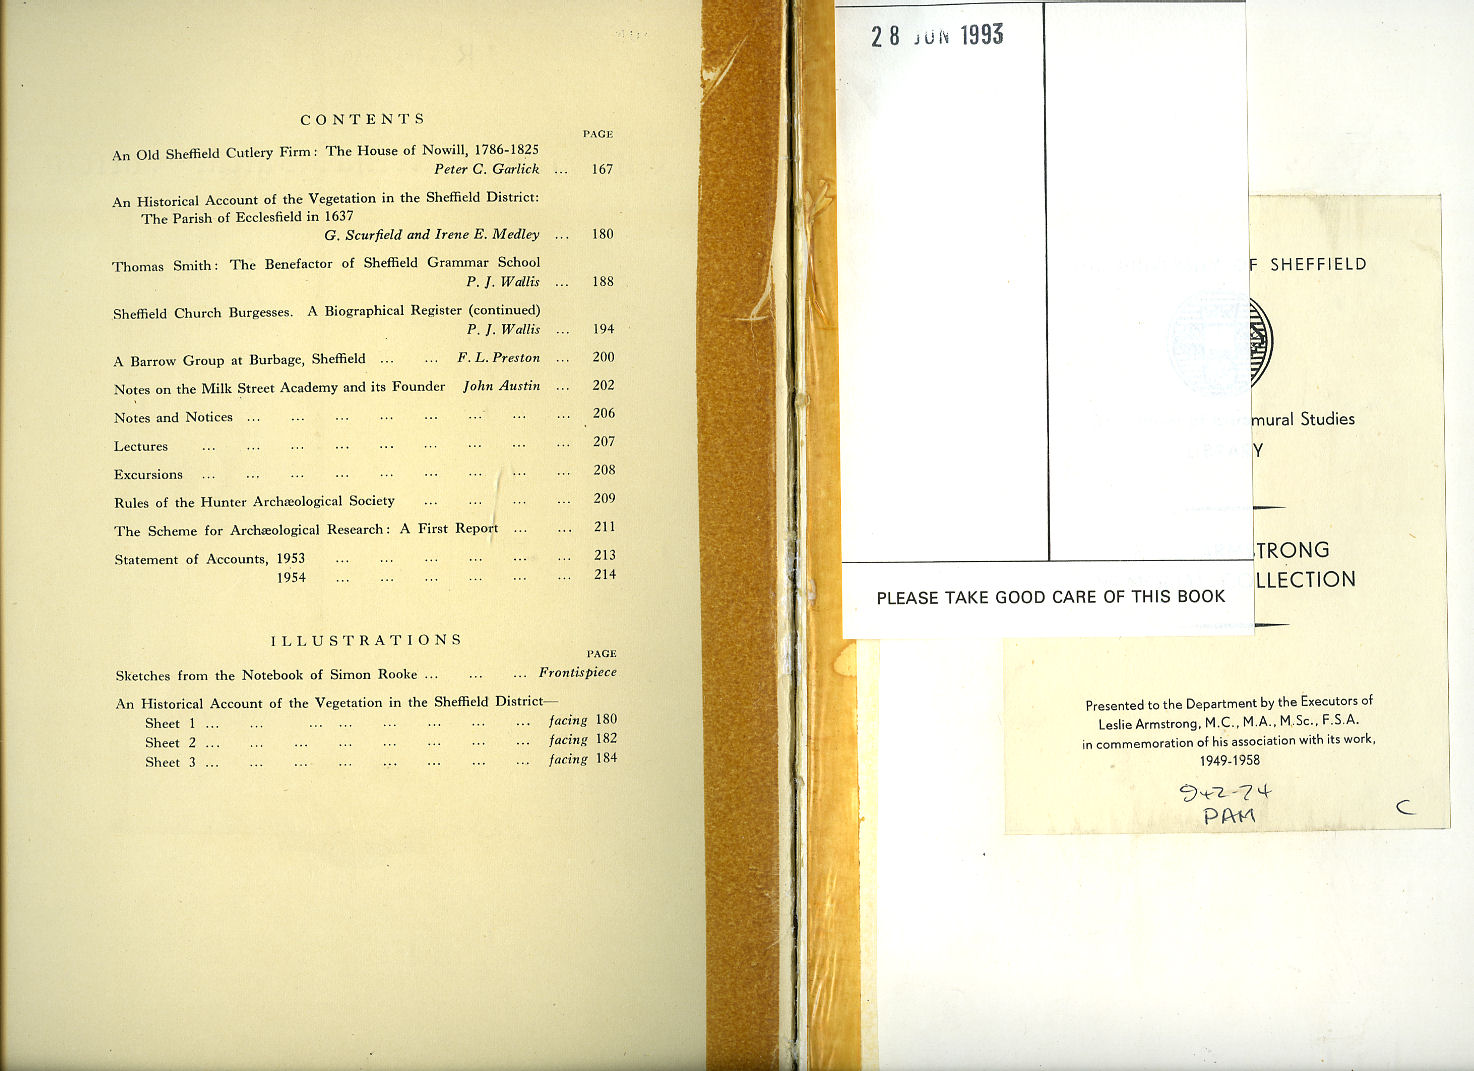 CONTENTS
PAGE
An Old Sheffield Cutlery Firm: The House of Nowill, 1786-1825
Peter C. Garlick ... 167
An Historical Account of the Vegetation in the Sheffield District:
The Parish of Ecclesfield in 1637
G. Scurfield and Irene E. Medley ... 180
Thomas Smith: The Benefactor of Sheffield Grammar School
P. J. Wallis ... 188
Sheffield Church Burgesses. A Biographical Register (continued)
P. J. Wallis ... 194
A Barrow Group at Burbage, Sheffield ... ... F. L. Preston ... 200
Notes on the Milk Street Academy and its Founder John Austin ... 202
Notes and Notices ... ... ... ... ... ... ... ... 206
Lectures ... ... ... ... ... ... ... ... ... 207
Excursions ... ... ... ... ... ... ... ... ... 208
Rules of the Hunter Archæological Society ... ... ... ... 209
The Scheme for Archæological Research: A First Report ... ... 211
Statement of Accounts, 1953 ... ... ... ... ... ... 213
1954 ... ... ... ... ... ... 214
ILLUSTRATIONS
PAGE
Sketches from the Notebook of Simon Rooke ... ... ... Frontispiece
An Historical Account of the Vegetation in the Sheffield District—
Sheet 1 ... ... ... ... ... ... ... ... facing 180
Sheet 2 ... ... ... ... ... ... ... ... facing 182
Sheet 3 ... ... ... ... ... ... ... ... facing 184
28 JUN 1993
PLEASE TAKE GOOD CARE OF THIS BOOK
F SHEFFIELD
mural Studies
Y
TRONG
LLECTION
Presented to the Department by the Executors of
Leslie Armstrong, M.C., M.A., M.Sc., F.S.A.
in commemoration of his association with its work,
1949-1958
942-74
PAM
C